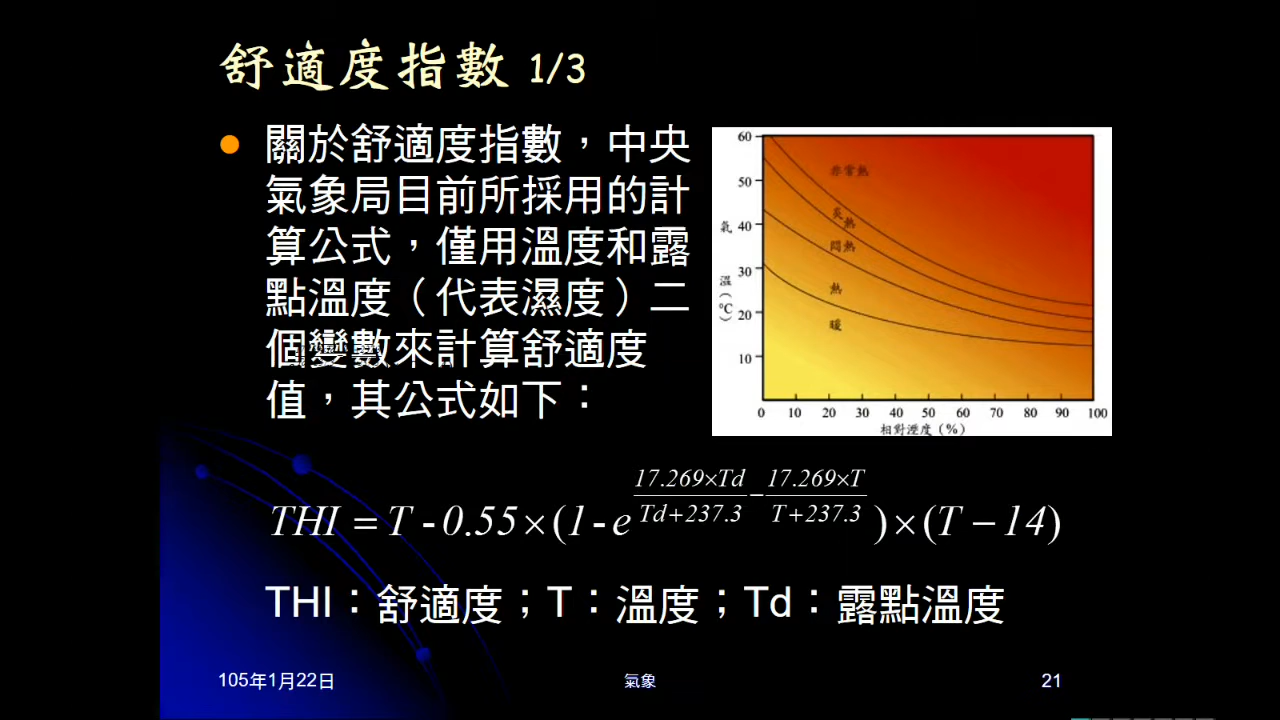 舒適度指數 1/3
關於舒適度指數，中央
氣象局目前所採用的計
算公式，僅用溫度和露
點溫度（代表濕度）二
個變數來計算舒適度
值，其公式如下：
60
50
40
30
20
10
氣溫(℃)
非常熱
炎熱
悶熱
熱
暖
0 10 20 30 40 50 60 70 80 90 100
相對溼度(%)
THI = T - 0.55×(1 - e^(17.269×Td/(Td+237.3) − 17.269×T/(T+237.3)))×(T − 14)
THI：舒適度；T：溫度；Td：露點溫度
105年1月22日
氣象
21